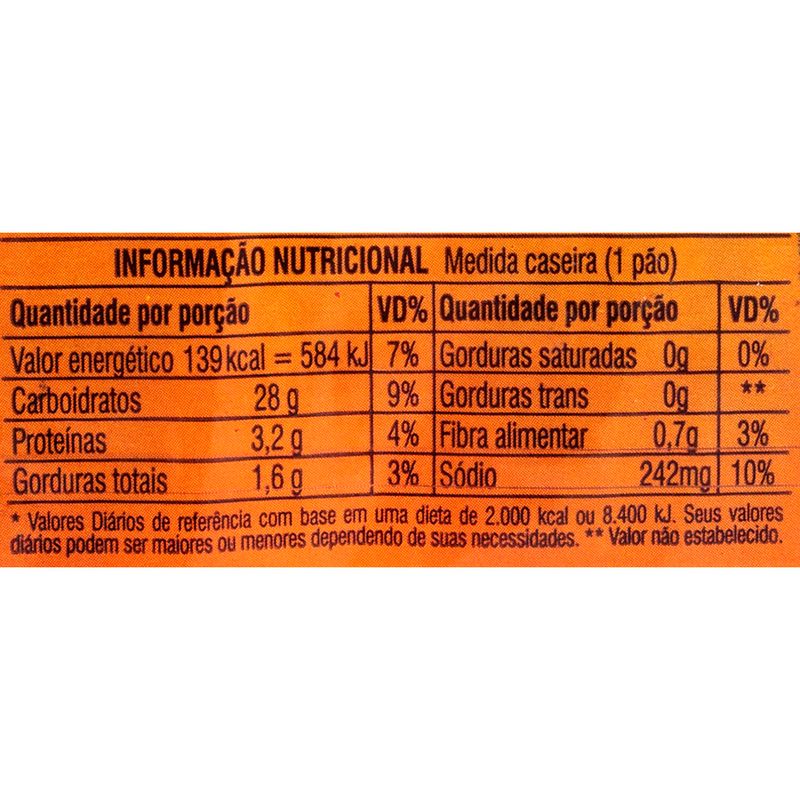 INFORMAÇÃO NUTRICIONAL Medida caseira (1 pão)
Quantidade por porção VD% Quantidade por porção VD%
Valor energético 139kcal = 584 kJ 7% Gorduras saturadas 0g 0%
Carboidratos 28 g 9% Gorduras trans 0g **
Proteínas 3,2 g 4% Fibra alimentar 0,7g 3%
Gorduras totais 1,6 g 3% Sódio 242mg 10%
* Valores Diários de referência com base em uma dieta de 2.000 kcal ou 8.400 kJ. Seus valores
diários podem ser maiores ou menores dependendo de suas necessidades. ** Valor não estabelecido.